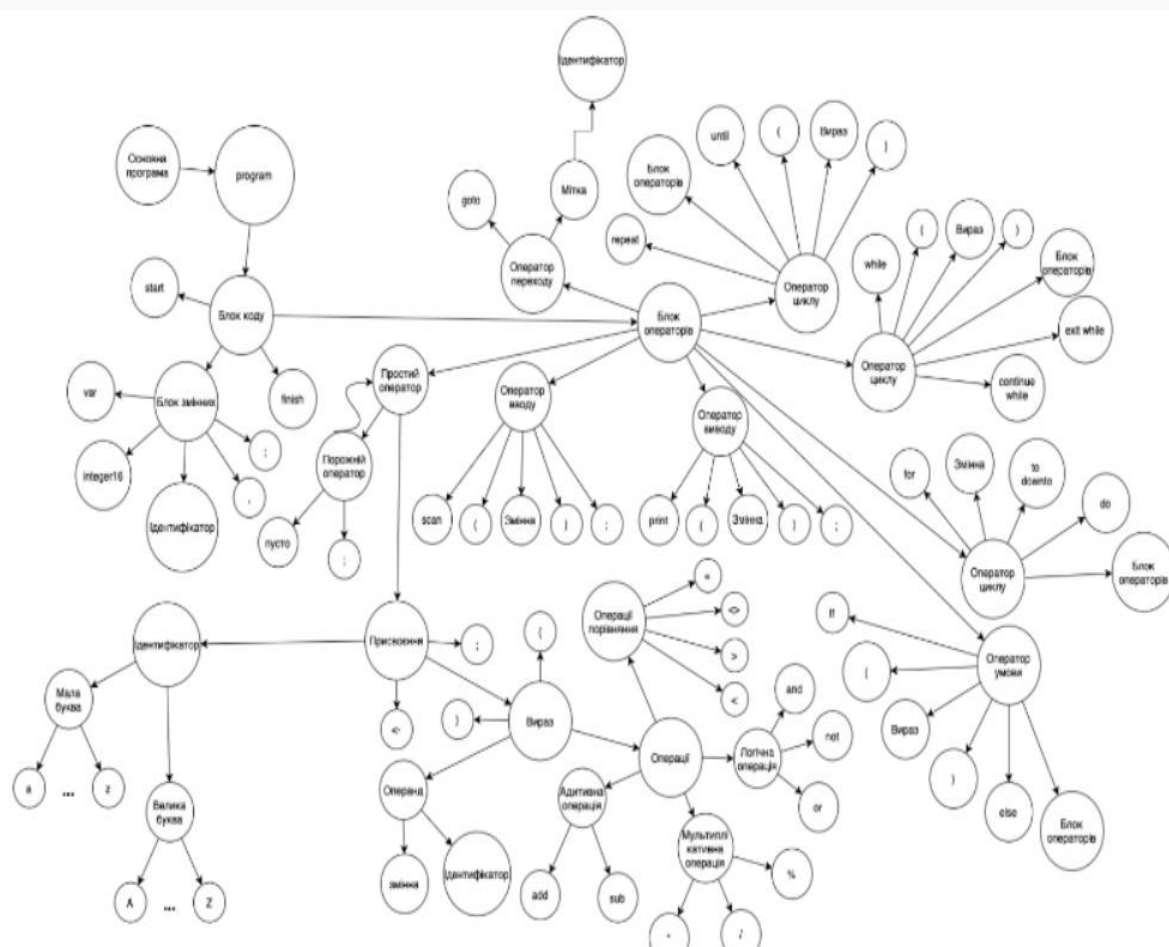 Ідентифікатор
Основна
програма
program
until
(
Вираз
)
Блок
операторів
goto
Мітка
repeat
Оператор
переходу
Оператор
циклу
while
(
Вираз
)
Блок
операторів
start
Блок коду
Блок
операторів
exit while
Оператор
циклу
continue
while
var
Блок змінних
finish
Простий
оператор
Оператор
вводу
Оператор
виводу
integer16
;
,
Ідентифікатор
Порожній
оператор
пусто
;
scan
(
Змінна
)
;
print
(
Змінна
)
;
for
Змінна
to
downto
do
Оператор
циклу
Блок
операторів
Ідентифікатор
Присвоєння
;
(
Операції
порівняння
<>
>
<
If
(
Оператор
умови
Вираз
)
else
Блок
операторів
Мала
буква
a
...
z
Велика
буква
A
...
Z
<-
)
Вираз
Операції
Логічна
операція
and
not
or
Операнд
змінна
Ідентифікатор
Адитивна
операція
add
sub
Мультиплі
кативна
операція
%
/